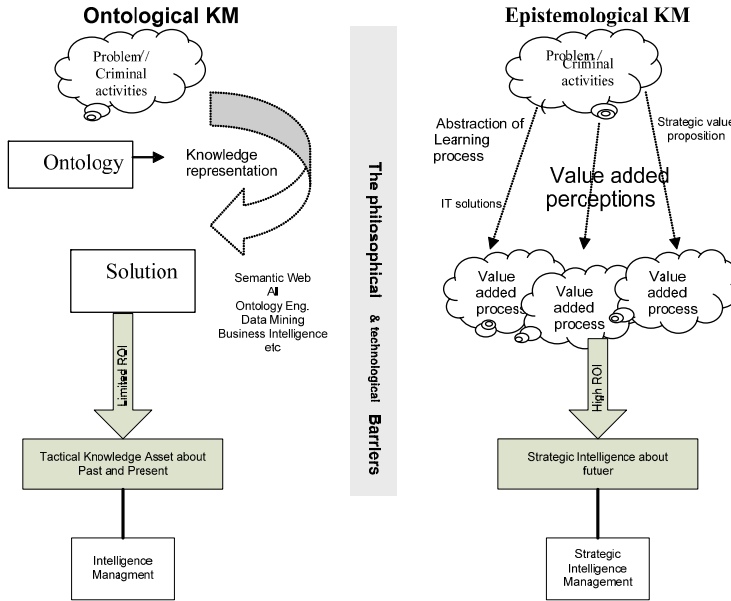 Ontological KM
Problem//
Criminal
activities
Ontology
Knowledge
representation
Solution
Semantic Web
AI
Ontology Eng.
Data Mining
Business Intelligence
etc
Limited ROI
Tactical Knowledge Asset about
Past and Present
Intelligence
Managment
The philosophical & technological Barriers
Epistemological KM
Problem /
Criminal
activities
Abstraction of
Learning
process
Strategic value
proposition
IT solutions
Value added
perceptions
Value
added
process
Value
added
process
Value
added
process
High ROI
Strategic Intelligence about
futuer
Strategic
Intelligence
Management